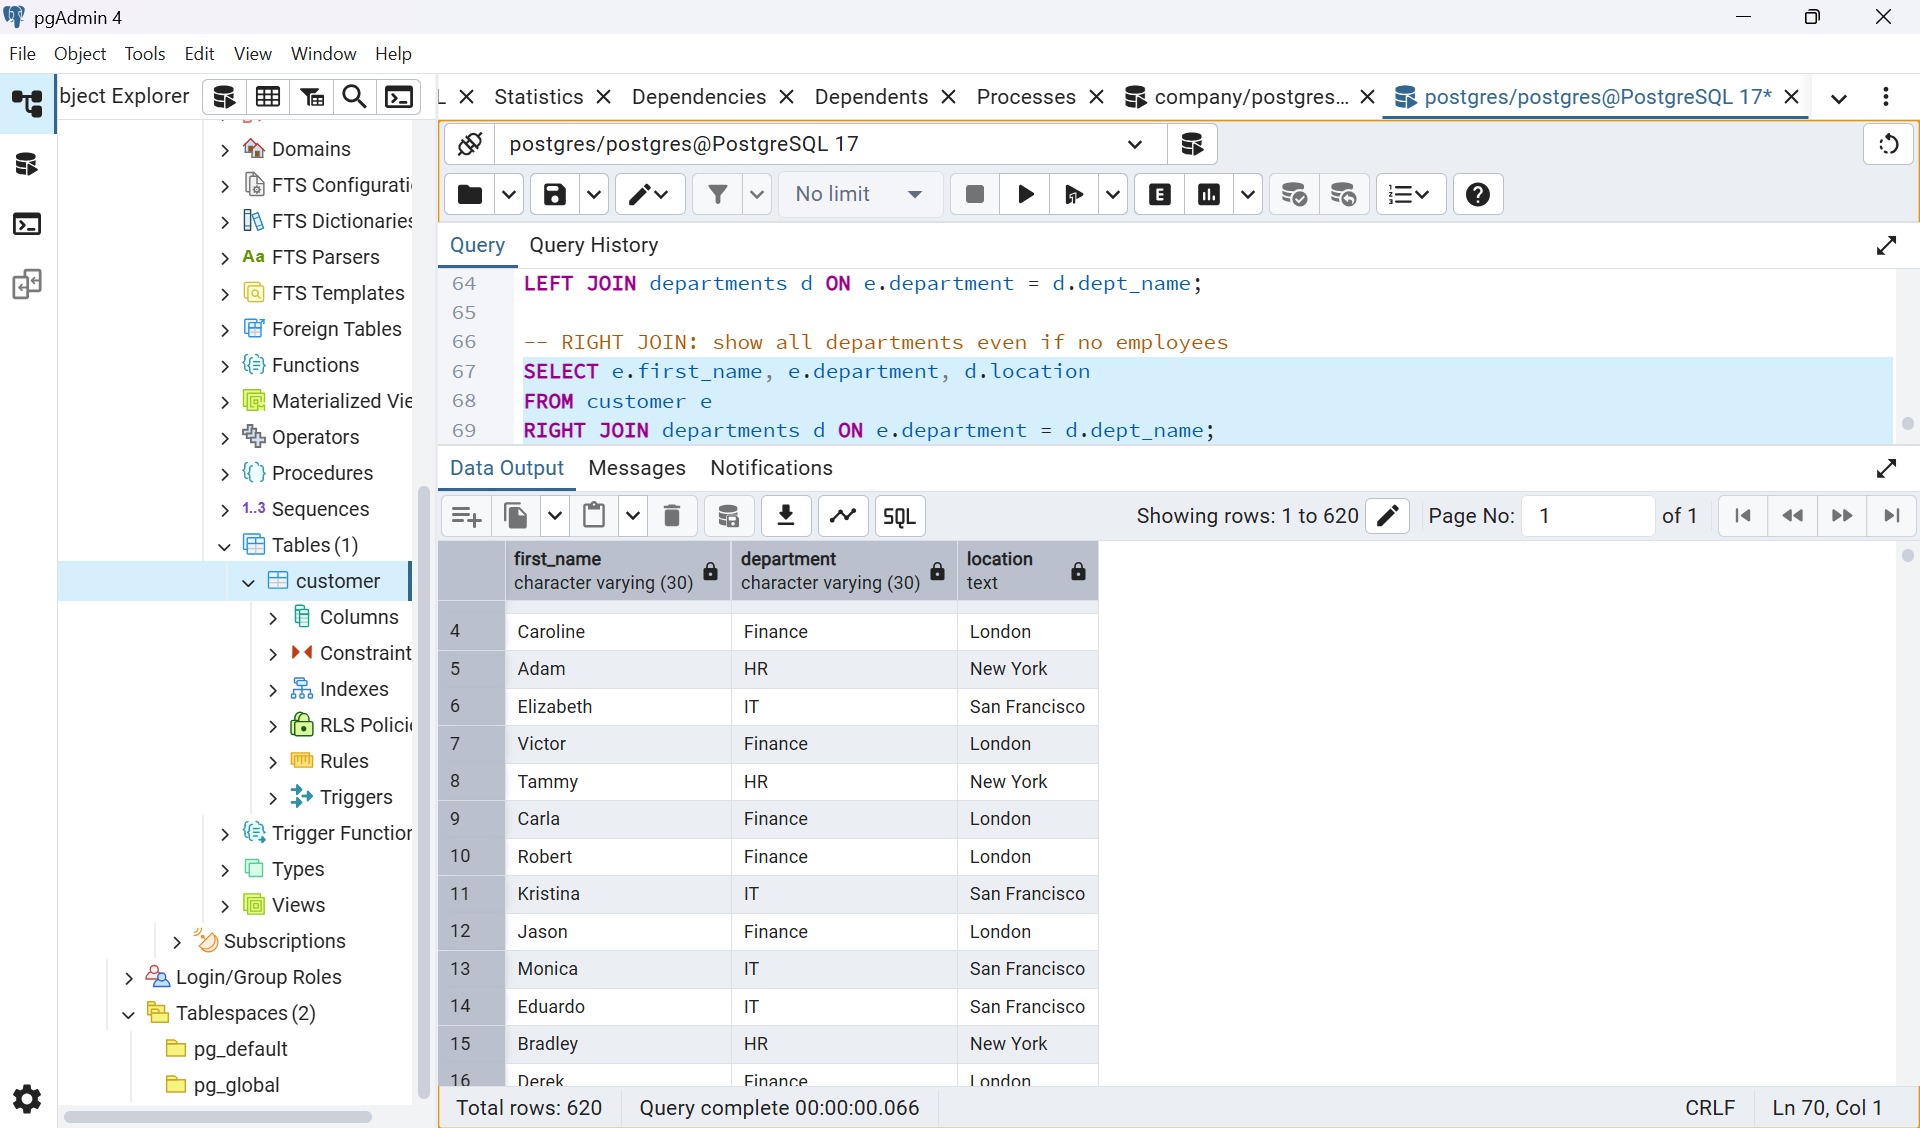 pgAdmin 4
File Object Tools Edit View Window Help
bject Explorer
L Statistics Dependencies Dependents Processes company/postgres... postgres/postgres@PostgreSQL 17*
postgres/postgres@PostgreSQL 17
No limit
Query Query History
64 LEFT JOIN departments d ON e.department = d.dept_name;
65
66 -- RIGHT JOIN: show all departments even if no employees
67 SELECT e.first_name, e.department, d.location
68 FROM customer e
69 RIGHT JOIN departments d ON e.department = d.dept_name;
Data Output Messages Notifications
SQL Showing rows: 1 to 620 Page No: 1 of 1
first_name department location
character varying (30) character varying (30) text
4 Caroline Finance London
5 Adam HR New York
6 Elizabeth IT San Francisco
7 Victor Finance London
8 Tammy HR New York
9 Carla Finance London
10 Robert Finance London
11 Kristina IT San Francisco
12 Jason Finance London
13 Monica IT San Francisco
14 Eduardo IT San Francisco
15 Bradley HR New York
16 Derek Finance London
Total rows: 620 Query complete 00:00:00.066 CRLF Ln 70, Col 1
Domains
FTS Configurati
FTS Dictionaries
Aa FTS Parsers
FTS Templates
Foreign Tables
Functions
Materialized Vie
Operators
Procedures
1..3 Sequences
Tables (1)
customer
Columns
Constraint
Indexes
RLS Policie
Rules
Triggers
Trigger Function
Types
Views
Subscriptions
Login/Group Roles
Tablespaces (2)
pg_default
pg_global